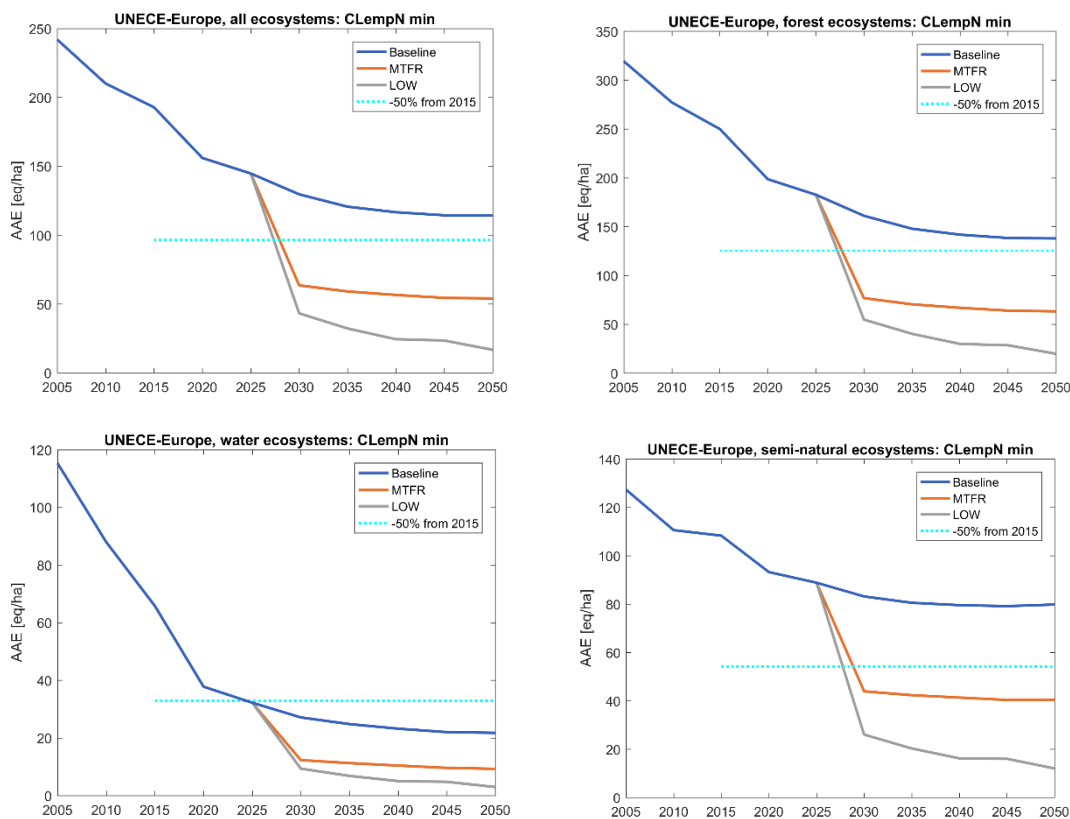 UNECE-Europe, all ecosystems: CLempN min
250
200
150
100
50
0
AAE [eq/ha]
Baseline
MTFR
LOW
-50% from 2015
2005 2010 2015 2020 2025 2030 2035 2040 2045 2050
UNECE-Europe, forest ecosystems: CLempN min
350
300
250
200
150
100
50
0
AAE [eq/ha]
Baseline
MTFR
LOW
-50% from 2015
2005 2010 2015 2020 2025 2030 2035 2040 2045 2050
UNECE-Europe, water ecosystems: CLempN min
120
100
80
60
40
20
0
AAE [eq/ha]
Baseline
MTFR
LOW
-50% from 2015
2005 2010 2015 2020 2025 2030 2035 2040 2045 2050
UNECE-Europe, semi-natural ecosystems: CLempN min
140
120
100
80
60
40
20
0
AAE [eq/ha]
Baseline
MTFR
LOW
-50% from 2015
2005 2010 2015 2020 2025 2030 2035 2040 2045 2050